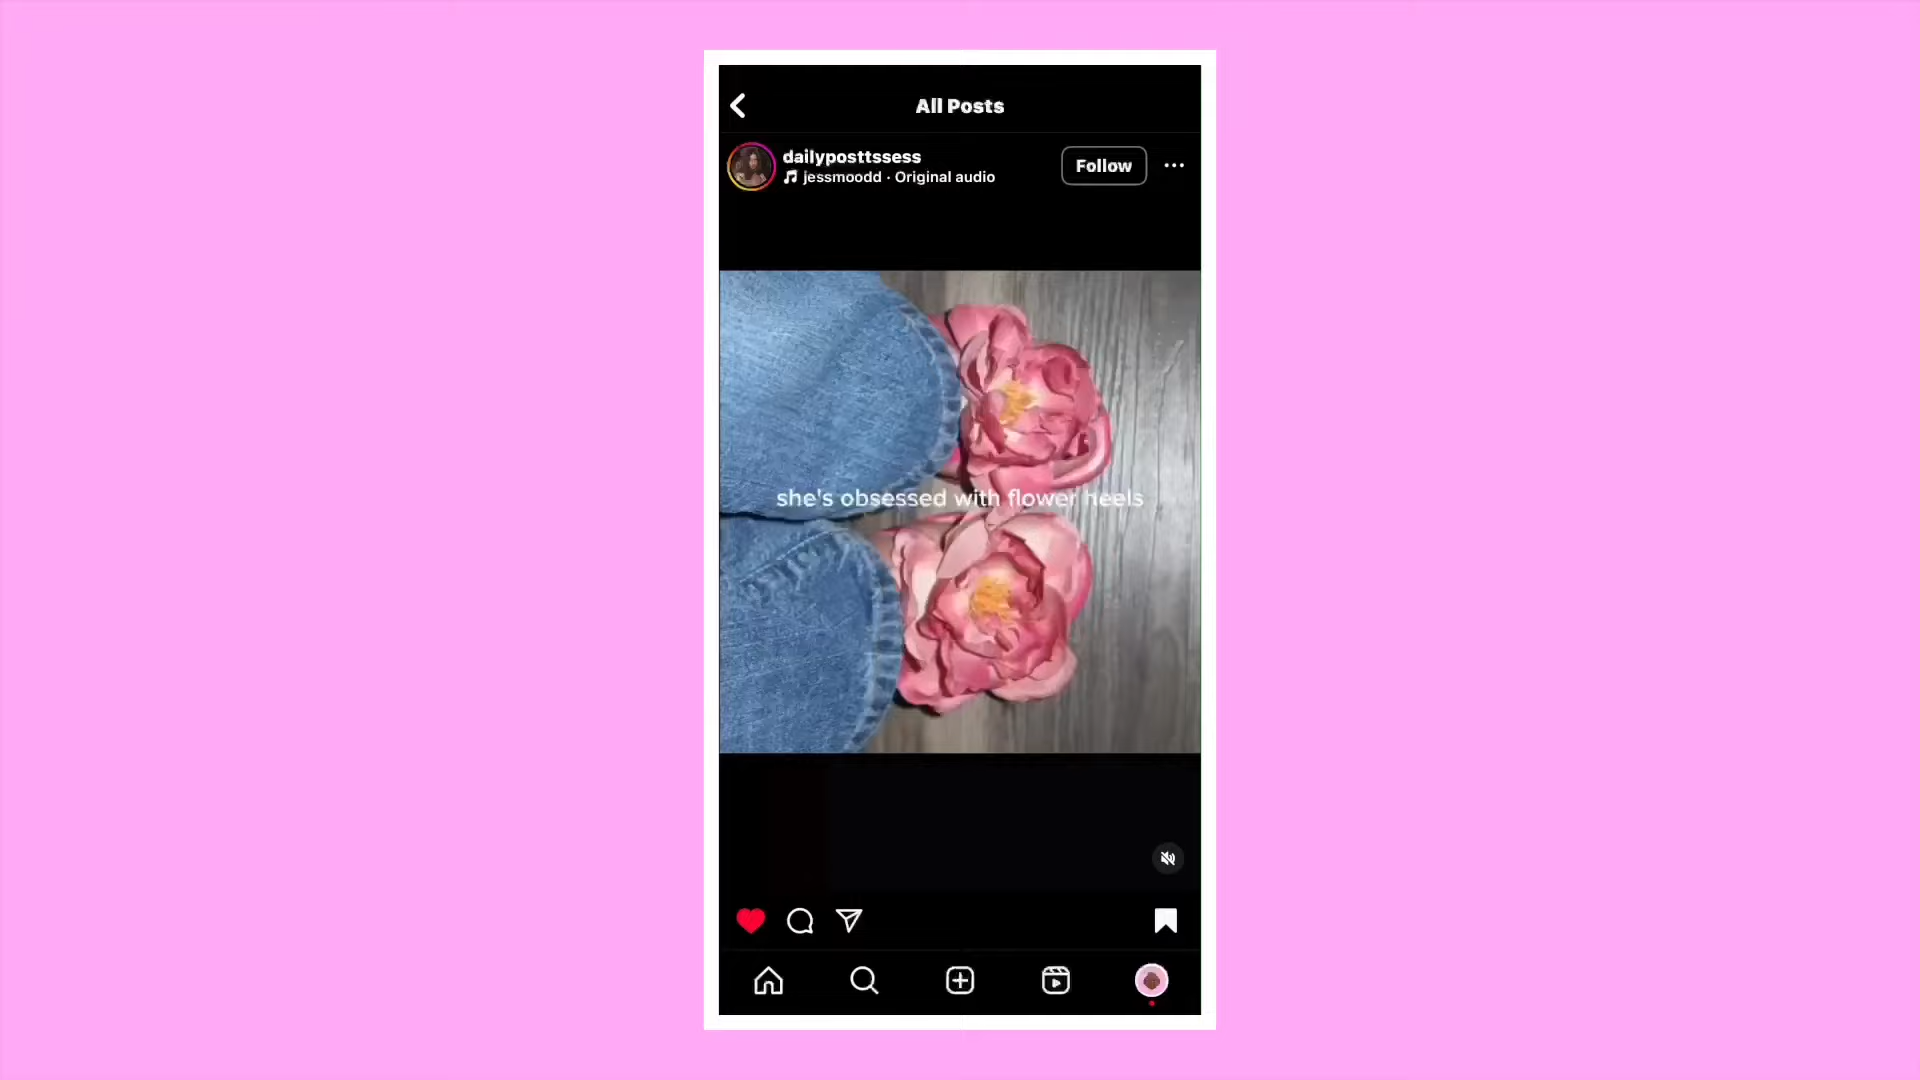 All Posts
dailyposttssess
Follow
jessmoodd · Original audio
she's obsessed with flower heels